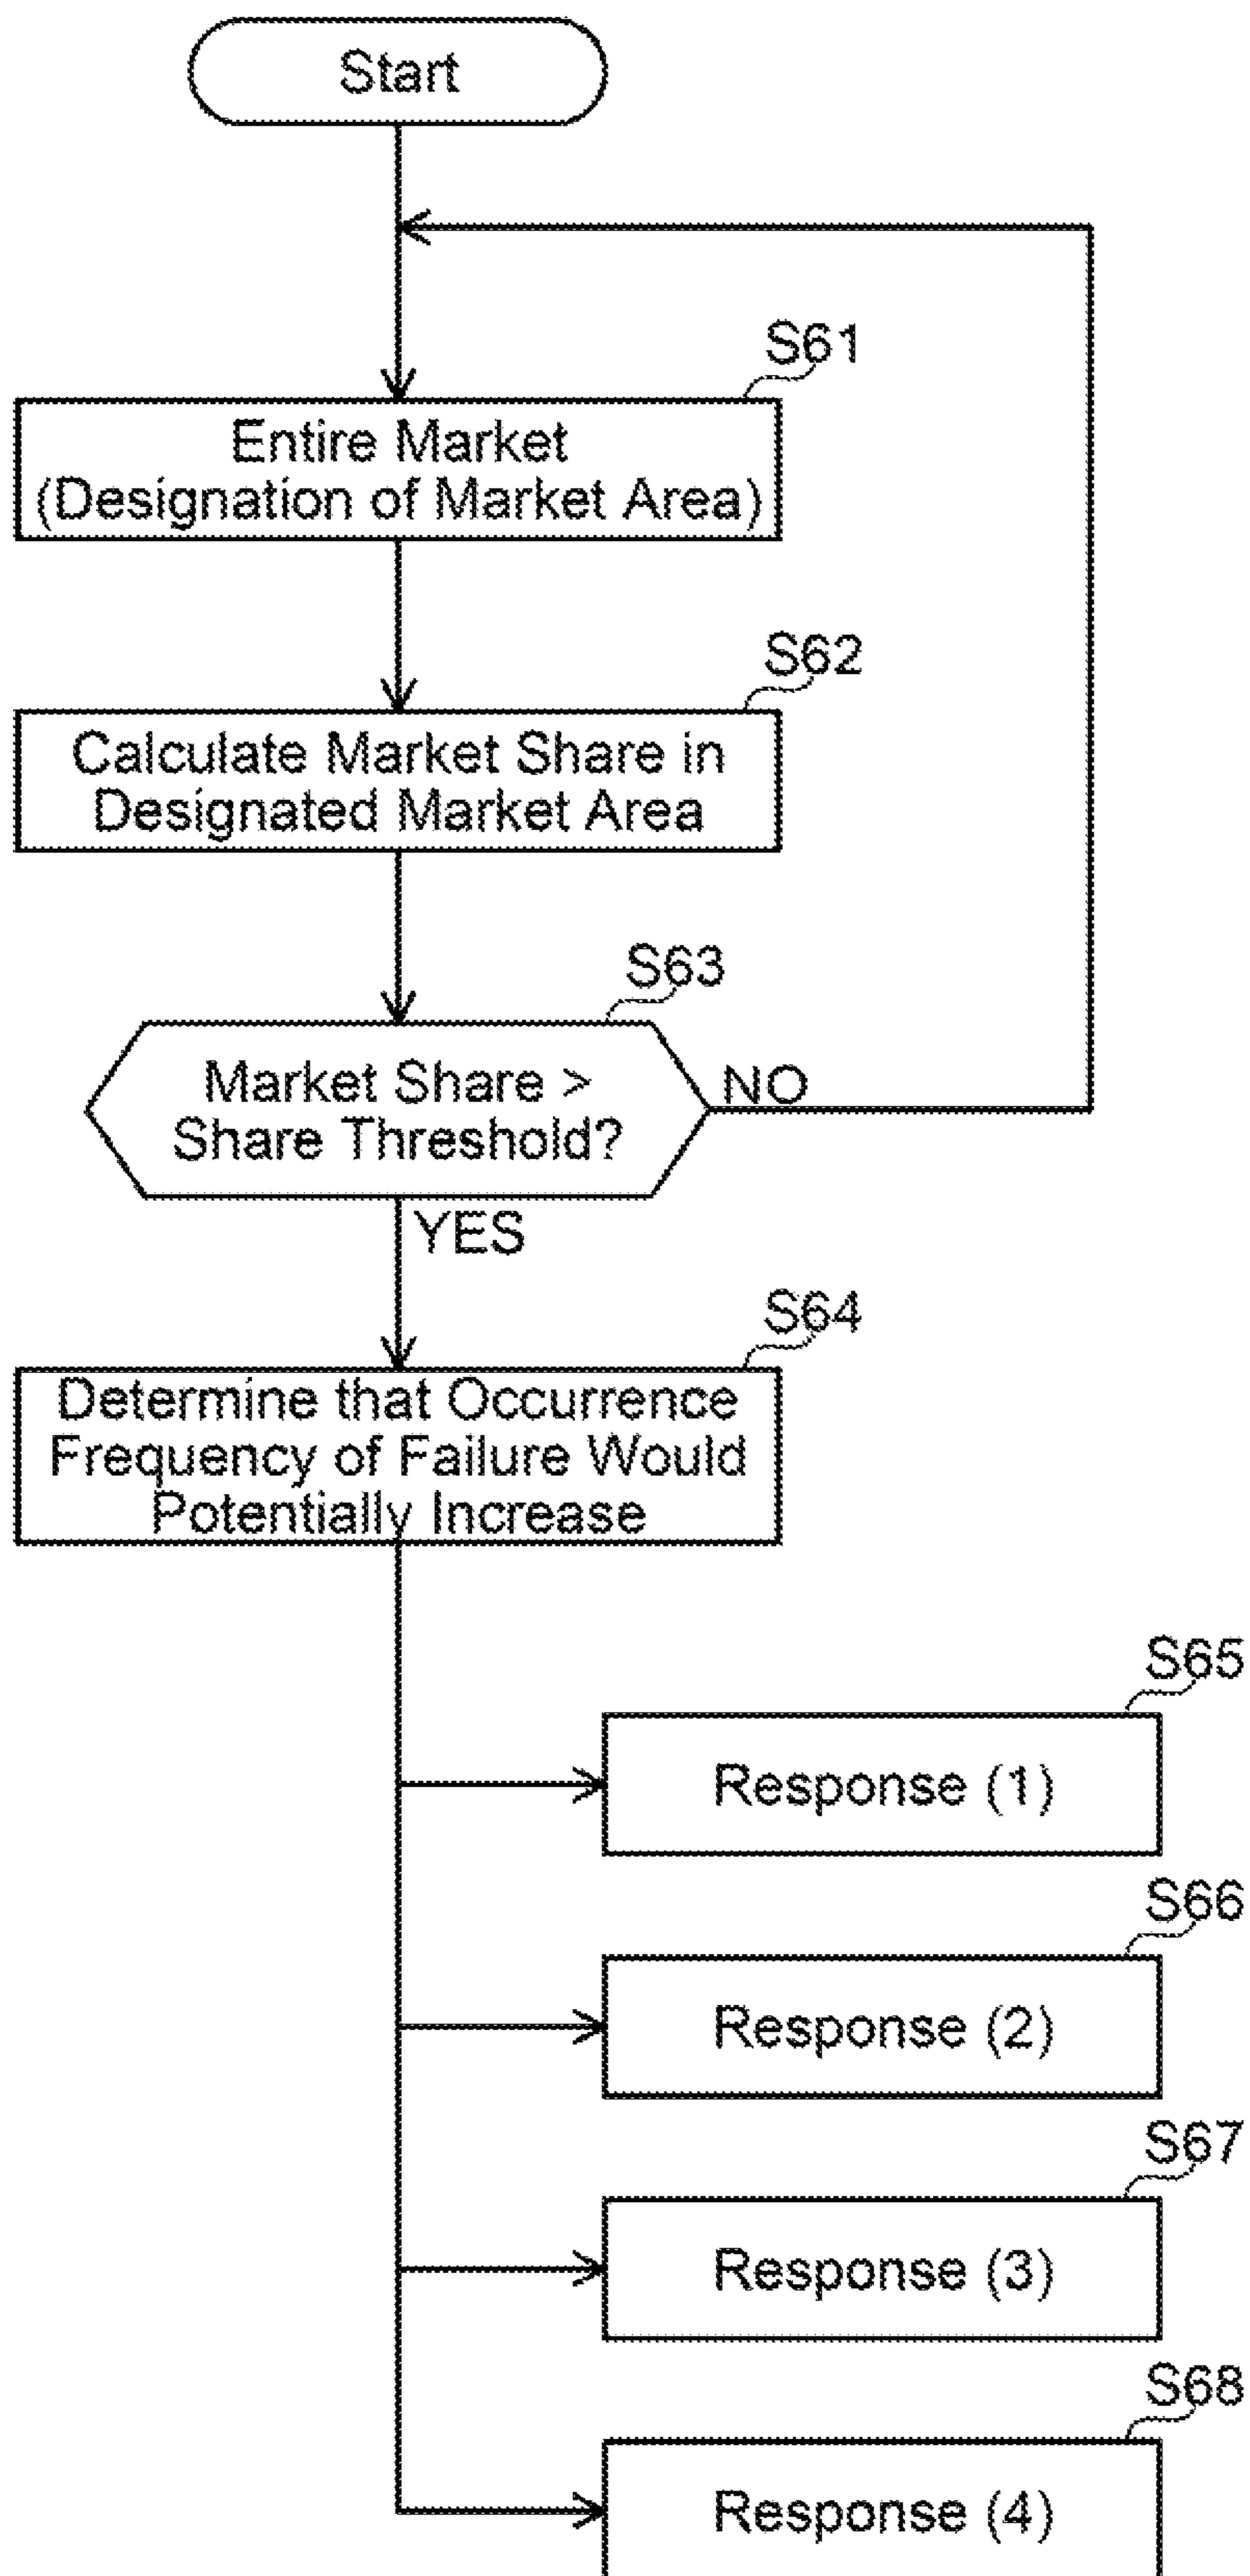 Start
S61
Entire Market
(Designation of Market Area)
S62
Calculate Market Share in
Designated Market Area
S63
Market Share >
Share Threshold?
NO
YES
S64
Determine that Occurrence
Frequency of Failure Would
Potentially Increase
S65
Response (1)
S66
Response (2)
S67
Response (3)
S68
Response (4)